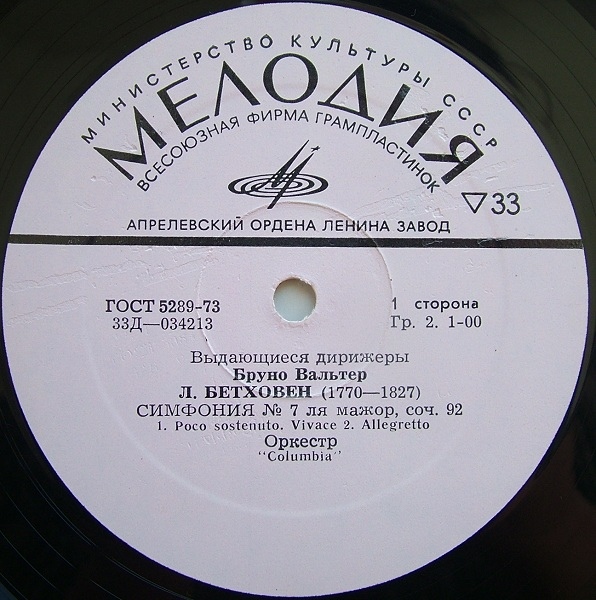 МИНИСТЕРСТВО КУЛЬТУРЫ СССР
МЕЛОДИЯ
ВСЕСОЮЗНАЯ ФИРМА ГРАМПЛАСТИНОК
▽33
АПРЕЛЕВСКИЙ ОРДЕНА ЛЕНИНА ЗАВОД
ГОСТ 5289-73
33Д—034213
1 сторона
Гр. 2. 1-00
Выдающиеся дирижеры
Бруно Вальтер
Л. БЕТХОВЕН (1770—1827)
СИМФОНИЯ № 7 ля мажор, соч. 92
1. Poco sostenuto. Vivace 2. Allegretto
Оркестр
"Columbia"